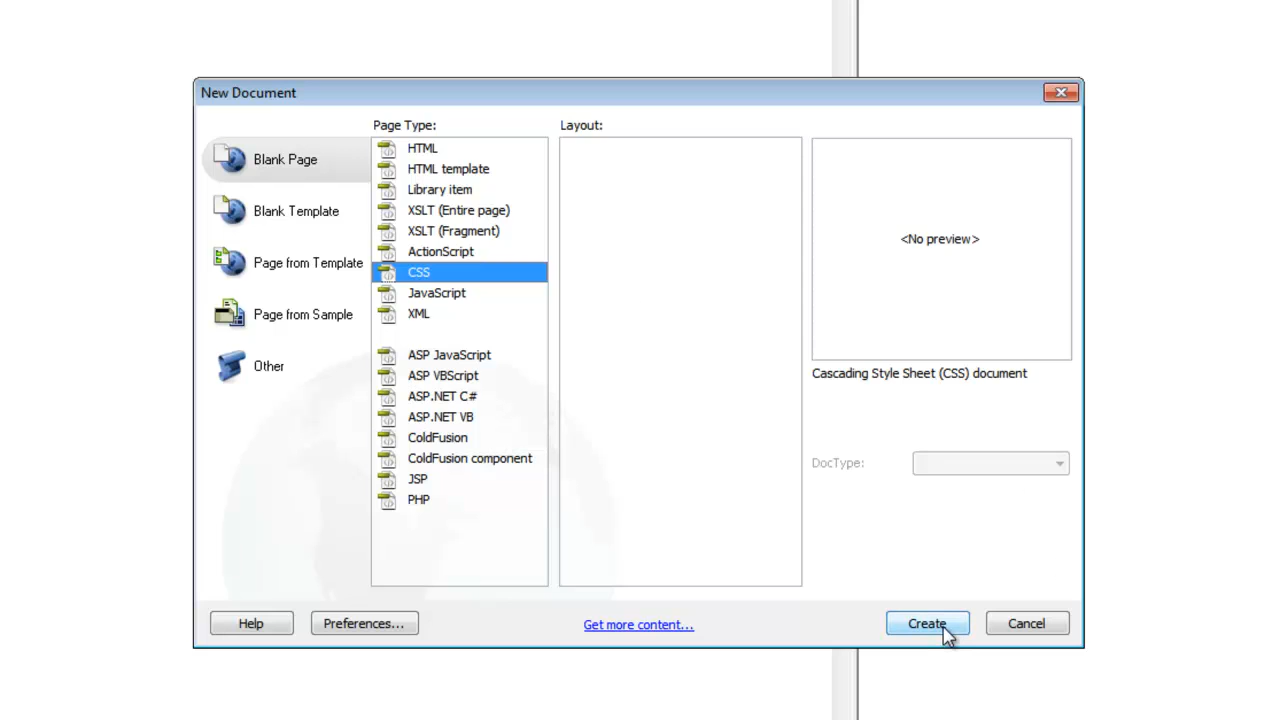 New Document
Page Type:
Layout:
Blank Page
Blank Template
Page from Template
Page from Sample
Other
HTML
HTML template
Library item
XSLT (Entire page)
XSLT (Fragment)
ActionScript
CSS
JavaScript
XML
ASP JavaScript
ASP VBScript
ASP.NET C#
ASP.NET VB
ColdFusion
ColdFusion component
JSP
PHP
<No preview>
Cascading Style Sheet (CSS) document
DocType:
Help
Preferences...
Get more content...
Create
Cancel